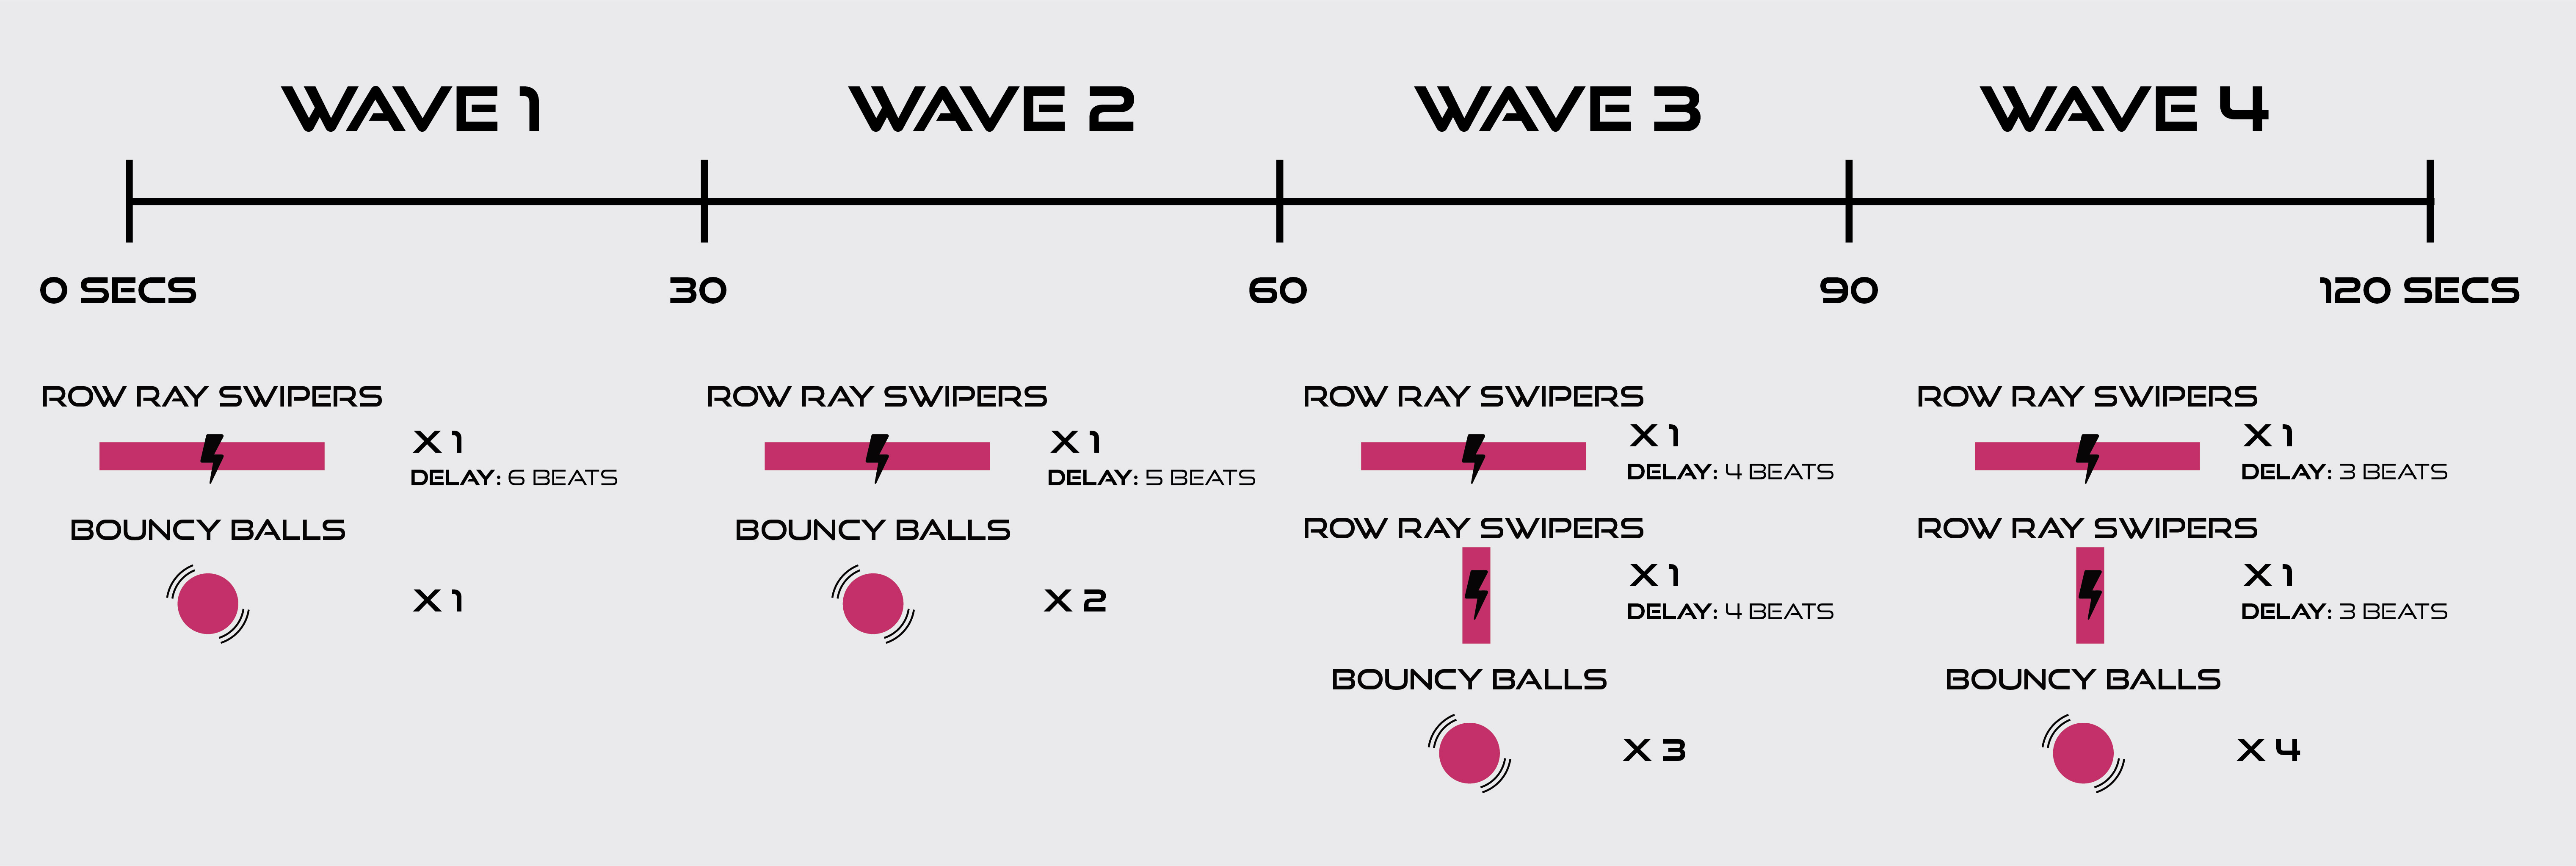 WAVE 1
WAVE 2
WAVE 3
WAVE 4
0 SECS
30
60
90
120 SECS
ROW RAY SWIPERS
X 1
DELAY: 6 BEATS
BOUNCY BALLS
X 1
ROW RAY SWIPERS
X 1
DELAY: 5 BEATS
BOUNCY BALLS
X 2
ROW RAY SWIPERS
X 1
DELAY: 4 BEATS
ROW RAY SWIPERS
X 1
DELAY: 4 BEATS
BOUNCY BALLS
X 3
ROW RAY SWIPERS
X 1
DELAY: 3 BEATS
ROW RAY SWIPERS
X 1
DELAY: 3 BEATS
BOUNCY BALLS
X 4